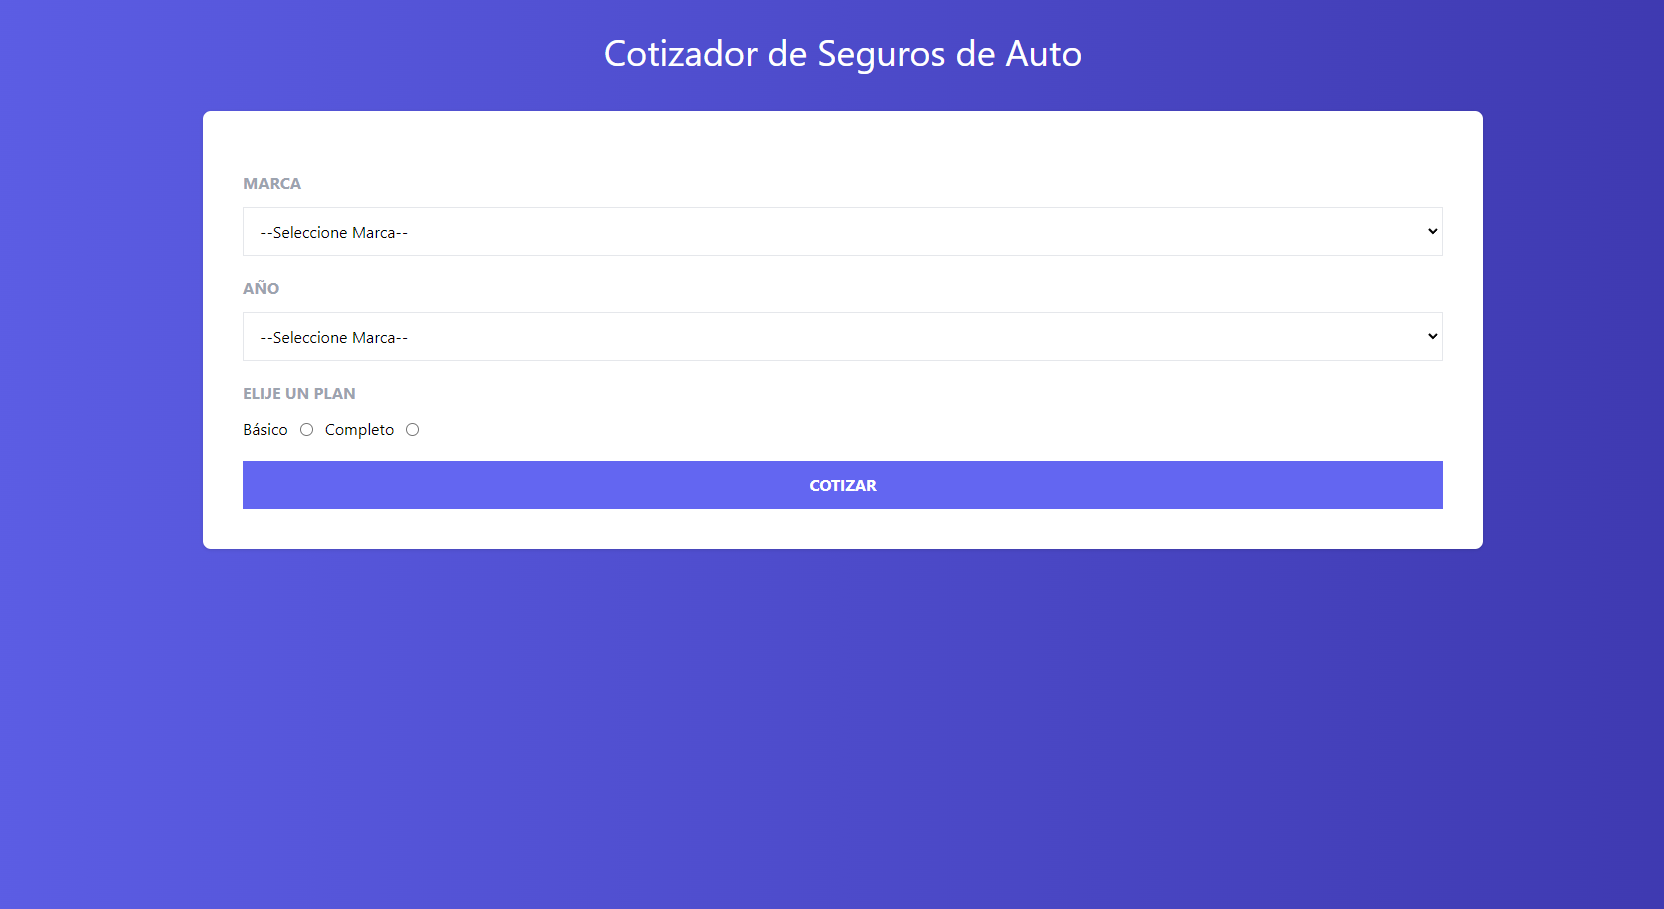 Cotizador de Seguros de Auto
MARCA
--Seleccione Marca--
AÑO
--Seleccione Marca--
ELIJE UN PLAN
Básico Completo
COTIZAR